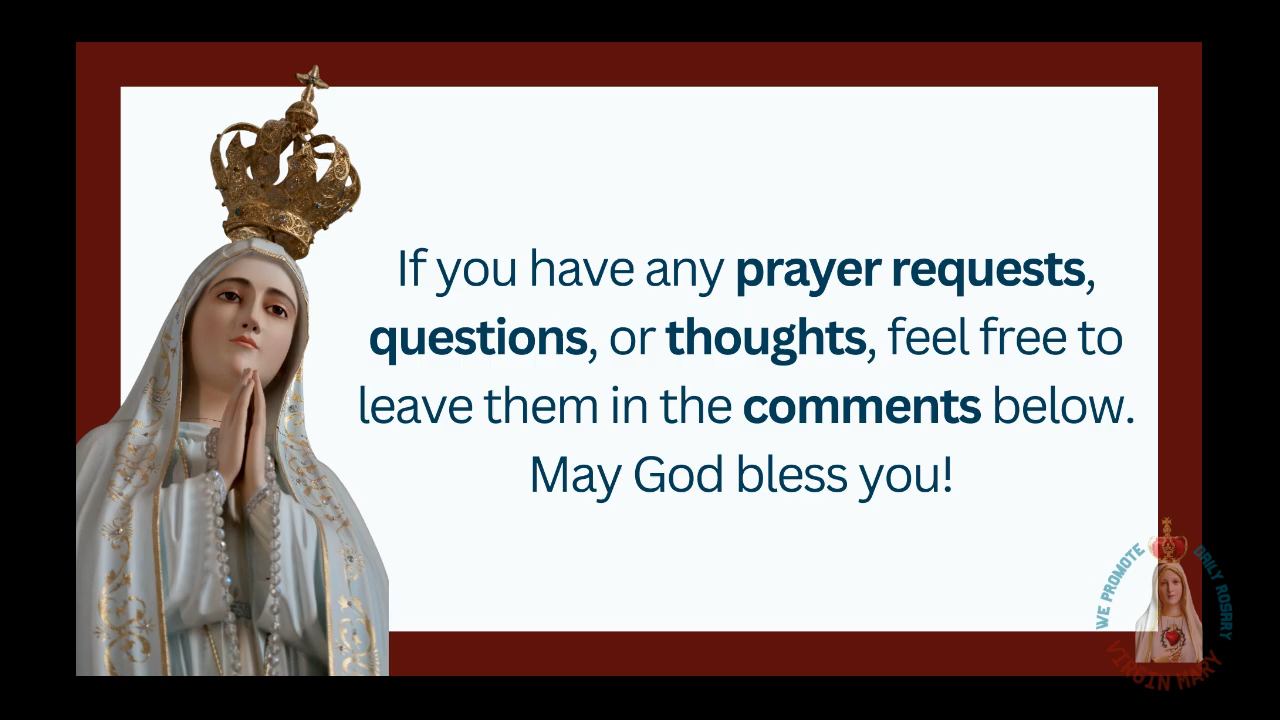 If you have any prayer requests,
questions, or thoughts, feel free to
leave them in the comments below.
May God bless you!
WE PROMOTE
DAILY ROSARY
VIRGIN MARY